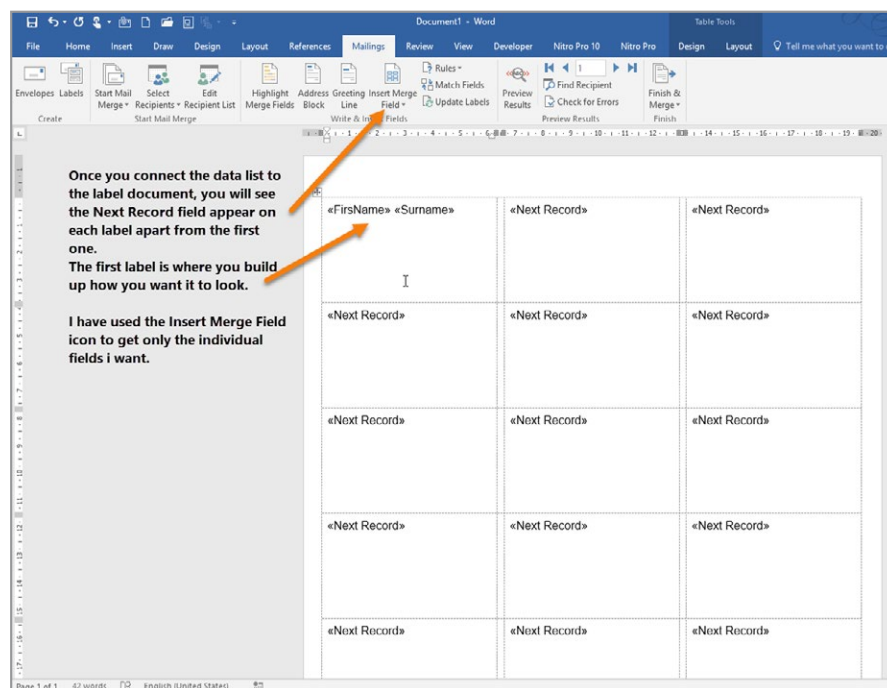 Document1 - Word
Table Tools
File Home Insert Draw Design Layout References Mailings Review View Developer Nitro Pro 10 Nitro Pro Design Layout Tell me what you want to
Envelopes Labels Start Mail Merge Select Recipients Edit Recipient List Highlight Merge Fields Address Block Greeting Line Insert Merge Field Rules Match Fields Update Labels Preview Results 1 Find Recipient Check for Errors Finish & Merge
Create Start Mail Merge Write & Insert Fields Preview Results Finish
Once you connect the data list to
the label document, you will see
the Next Record field appear on
each label apart from the first
one.
The first label is where you build
up how you want it to look.
I have used the Insert Merge Field
icon to get only the individual
fields i want.
«FirsName» «Surname» «Next Record» «Next Record»
«Next Record» «Next Record» «Next Record»
«Next Record» «Next Record» «Next Record»
«Next Record» «Next Record» «Next Record»
«Next Record» «Next Record» «Next Record»
Page 1 of 1 42 words English (United States)